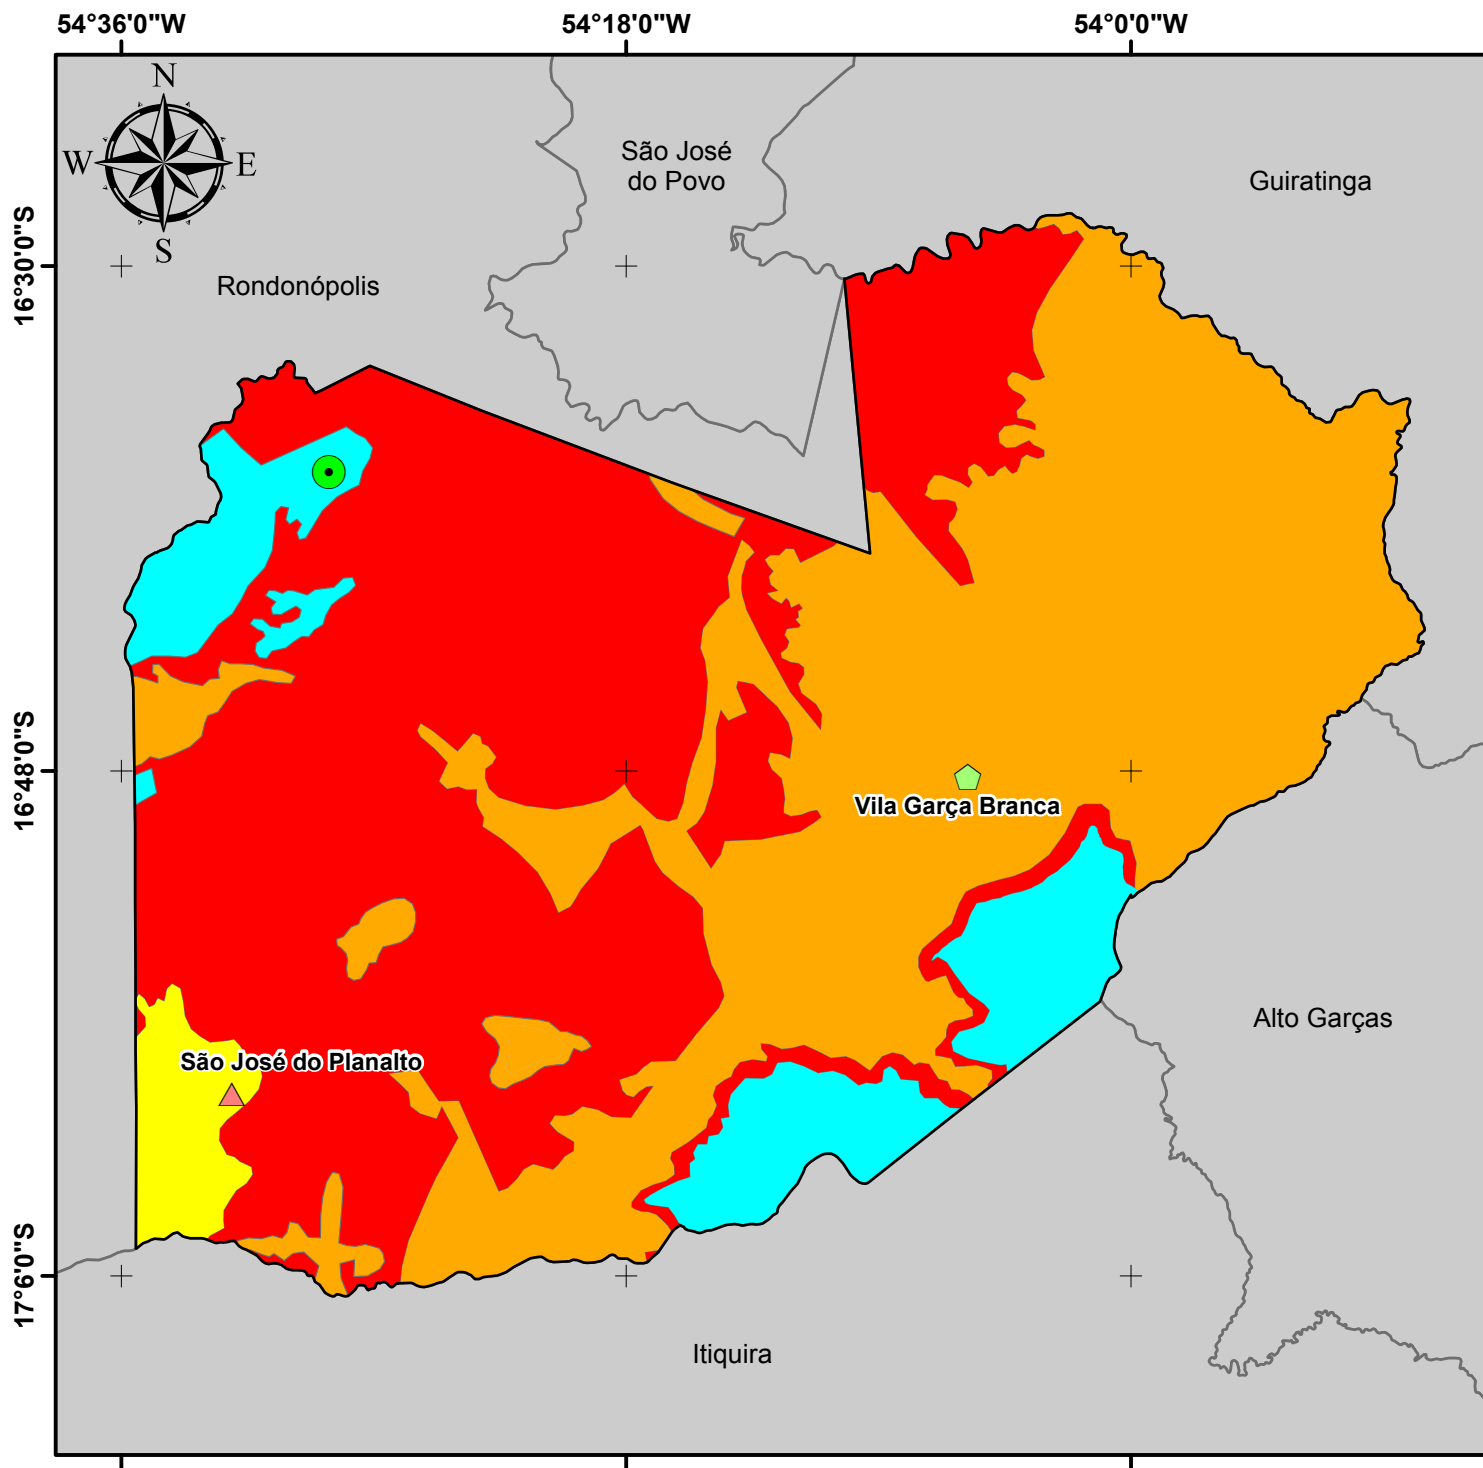 54°36'0"W
54°18'0"W
54°0'0"W
N
W
E
S
São José
do Povo
Guiratinga
16°30'0"S
Rondonópolis
16°48'0"S
Vila Garça Branca
Alto Garças
São José do Planalto
17°6'0"S
Itiquira